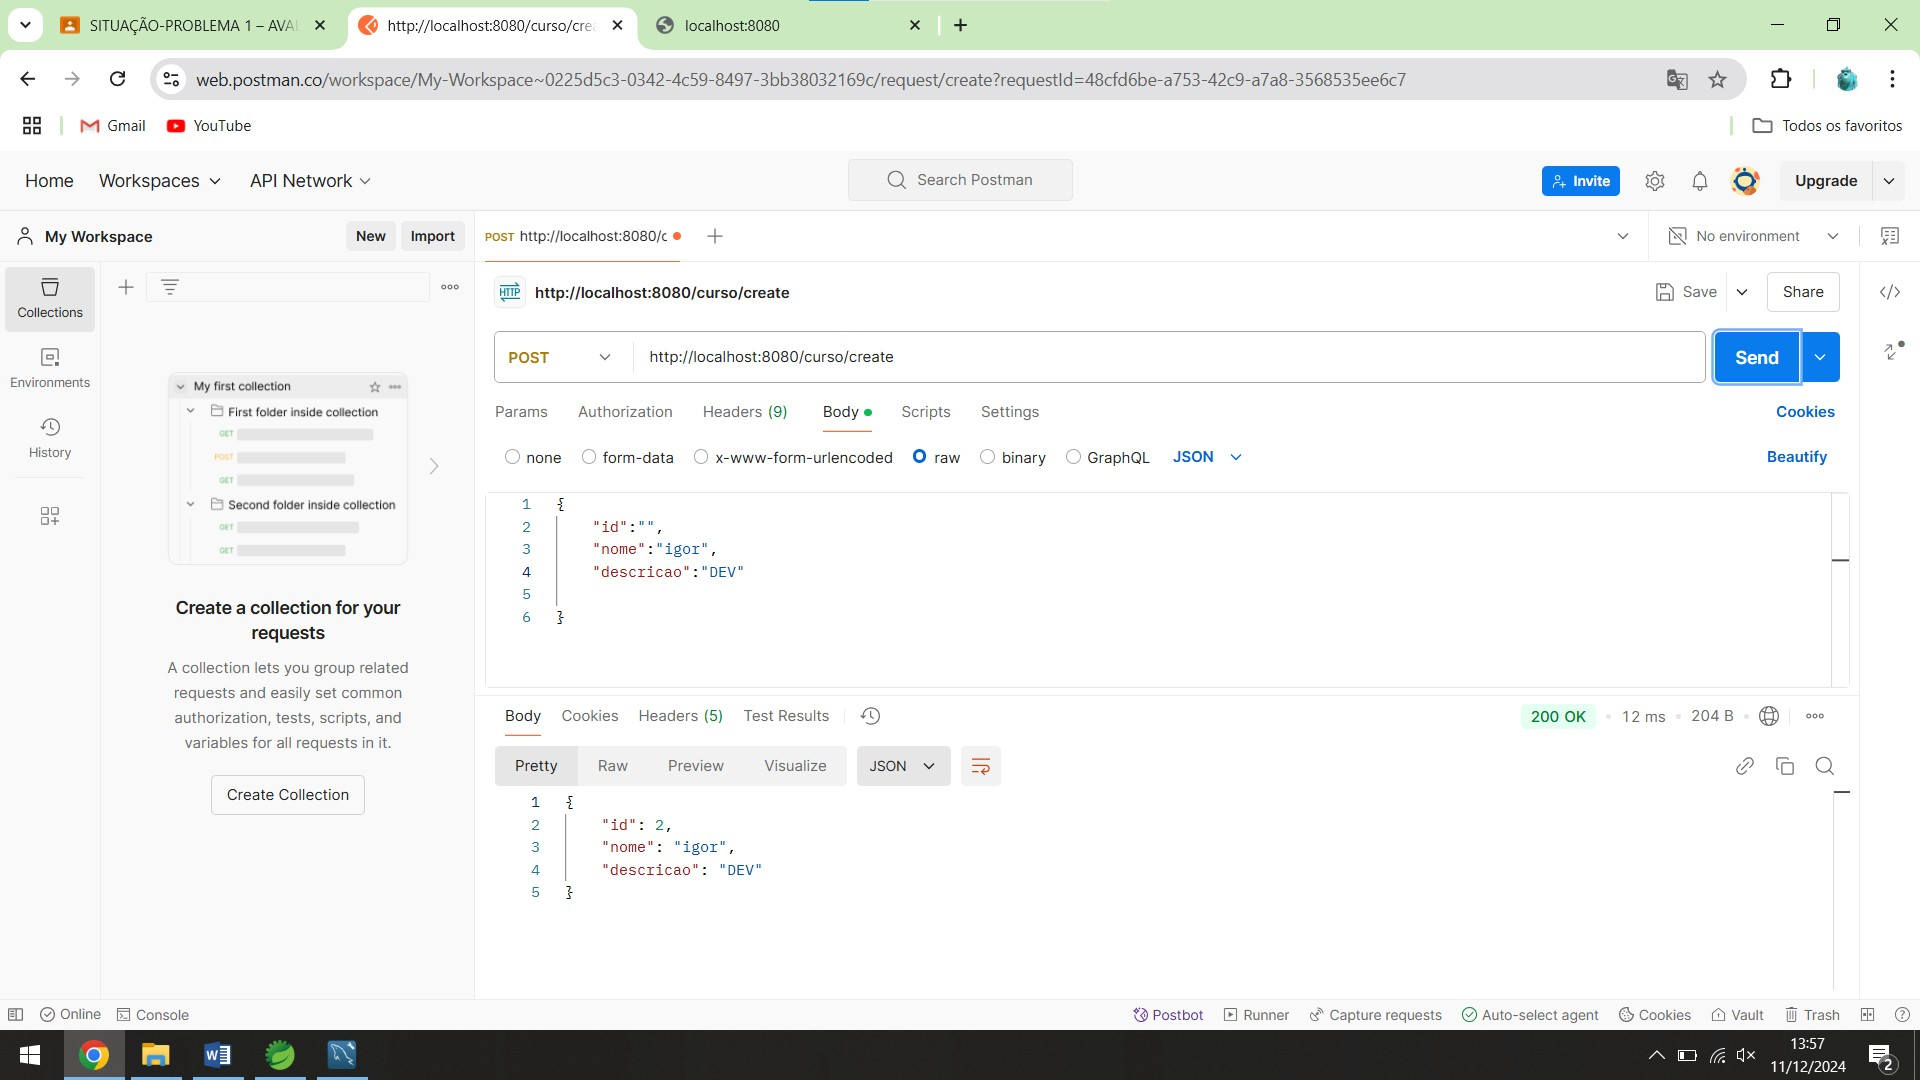 SITUAÇÃO-PROBLEMA 1 – AVAL
http://localhost:8080/curso/crea
localhost:8080
web.postman.co/workspace/My-Workspace~0225d5c3-0342-4c59-8497-3bb38032169c/request/create?requestId=48cfd6be-a753-42c9-a7a8-3568535ee6c7
Gmail
YouTube
Todos os favoritos
Home
Workspaces
API Network
Search Postman
Invite
Upgrade
My Workspace
New
Import
POST http://localhost:8080/c
No environment
Collections
Environments
History
My first collection
First folder inside collection
GET
POST
GET
Second folder inside collection
GET
GET
Create a collection for your
requests
A collection lets you group related
requests and easily set common
authorization, tests, scripts, and
variables for all requests in it.
Create Collection
HTTP
http://localhost:8080/curso/create
Save
Share
POST
http://localhost:8080/curso/create
Send
Params
Authorization
Headers (9)
Body
Scripts
Settings
Cookies
none
form-data
x-www-form-urlencoded
raw
binary
GraphQL
JSON
Beautify
1 {
2 "id":"",
3 "nome":"igor",
4 "descricao":"DEV"
5
6 }
Body
Cookies
Headers (5)
Test Results
200 OK
12 ms
204 B
Pretty
Raw
Preview
Visualize
JSON
1 {
2 "id": 2,
3 "nome": "igor",
4 "descricao": "DEV"
5 }
Online
Console
Postbot
Runner
Capture requests
Auto-select agent
Cookies
Vault
Trash
13:57
11/12/2024
2